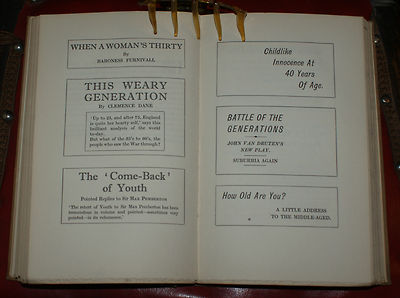 WHEN A WOMAN'S THIRTY
By
BARONESS FURNIVALL
THIS WEARY
GENERATION
By CLEMENCE DANE
'Up to 23, and after 72, England
is quite her hearty self,' says this
brilliant analysis of the world
to-day.
But what of the 25's to 60's, the
people who saw the War through?
The 'Come-Back'
of Youth
Pointed Replies to Sir MAX PEMBERTON
'The retort of Youth to Sir Max Pemberton has been
tremendous in volume and pointed—sometimes very
pointed—in its references.'
Childlike
Innocence At
40 Years
Of Age.
BATTLE OF THE
GENERATIONS
JOHN VAN DRUTEN'S
NEW PLAY.
SUBURBIA AGAIN
How Old Are You?
A LITTLE ADDRESS
TO THE MIDDLE-AGED.